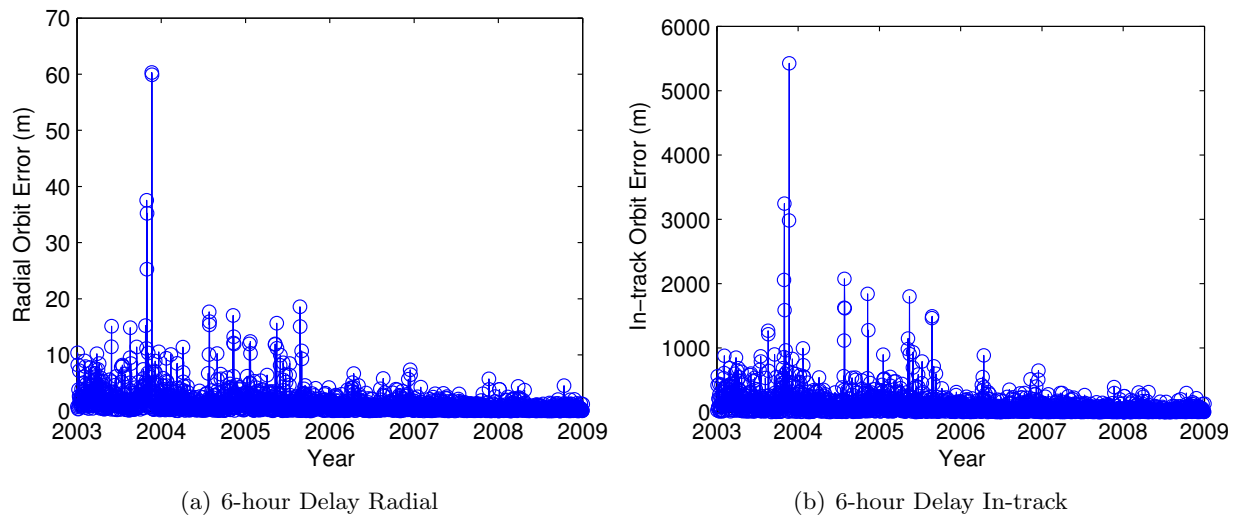 70
60
50
40
30
20
10
0
Radial Orbit Error (m)
2003 2004 2005 2006 2007 2008 2009
Year
(a) 6-hour Delay Radial
6000
5000
4000
3000
2000
1000
0
In−track Orbit Error (m)
2003 2004 2005 2006 2007 2008 2009
Year
(b) 6-hour Delay In-track